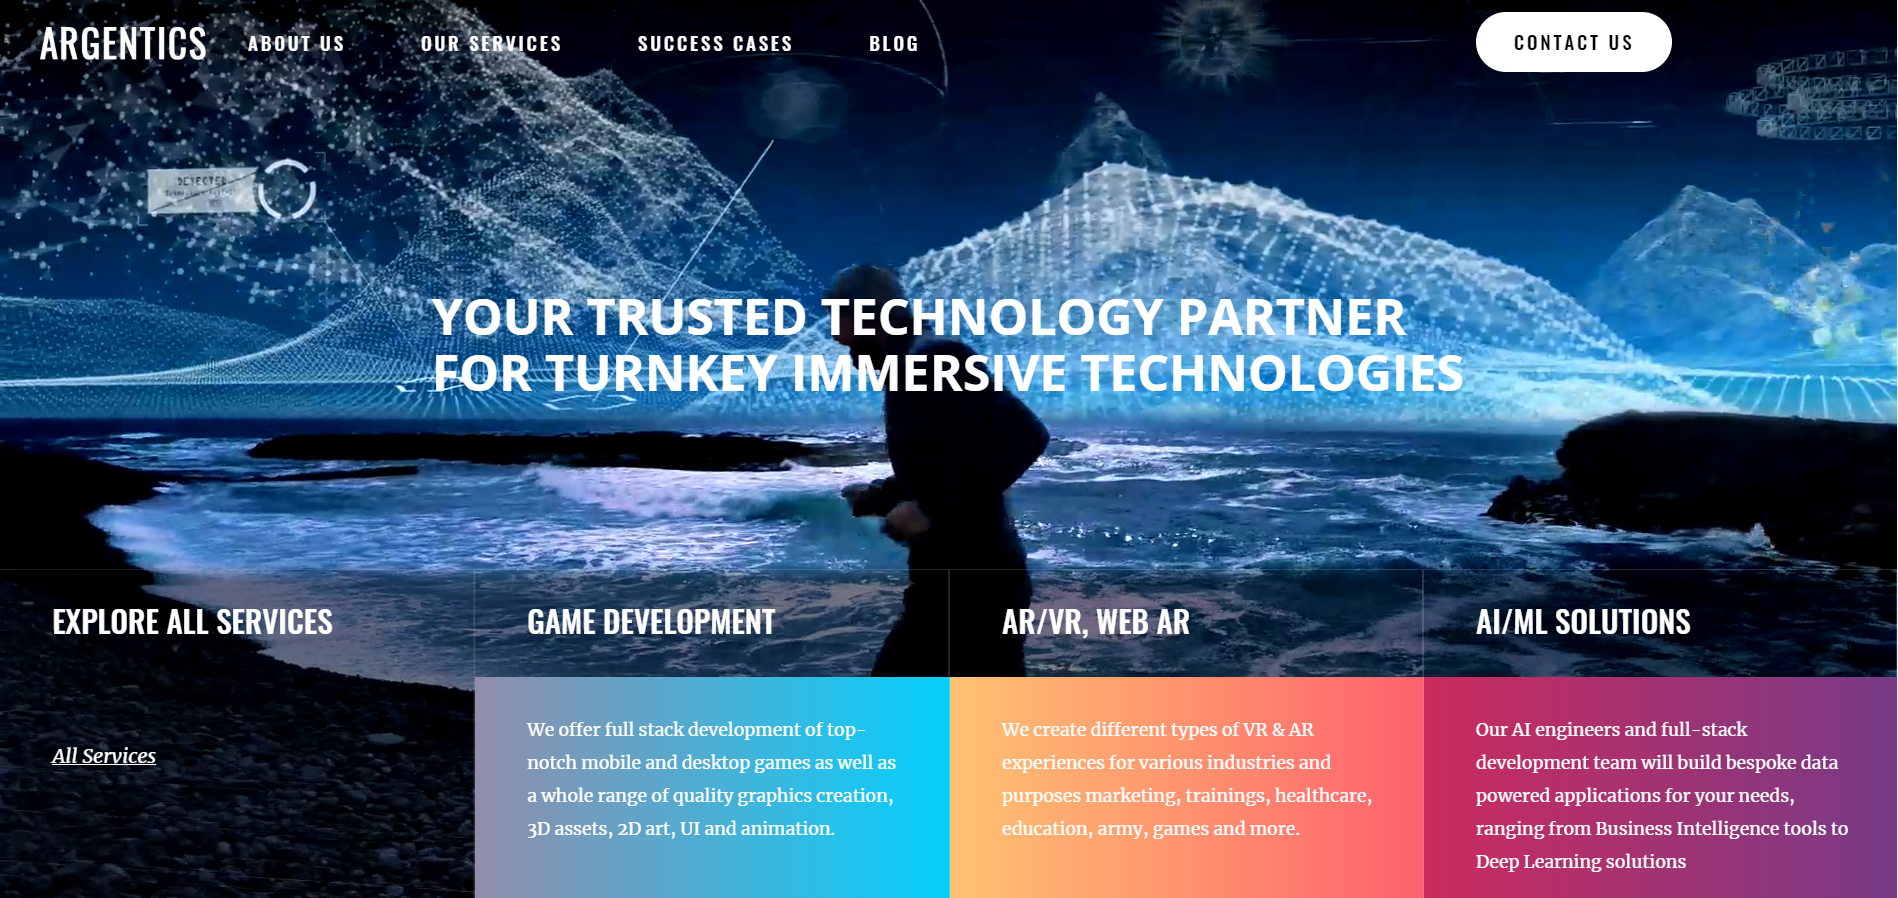 ARGENTICS
ABOUT US
OUR SERVICES
SUCCESS CASES
BLOG
CONTACT US
DETECTED
YOUR TRUSTED TECHNOLOGY PARTNER
FOR TURNKEY IMMERSIVE TECHNOLOGIES
EXPLORE ALL SERVICES
All Services
GAME DEVELOPMENT
We offer full stack development of top-
notch mobile and desktop games as well as
a whole range of quality graphics creation,
3D assets, 2D art, UI and animation.
AR/VR, WEB AR
We create different types of VR & AR
experiences for various industries and
purposes marketing, trainings, healthcare,
education, army, games and more.
AI/ML SOLUTIONS
Our AI engineers and full-stack
development team will build bespoke data
powered applications for your needs,
ranging from Business Intelligence tools to
Deep Learning solutions